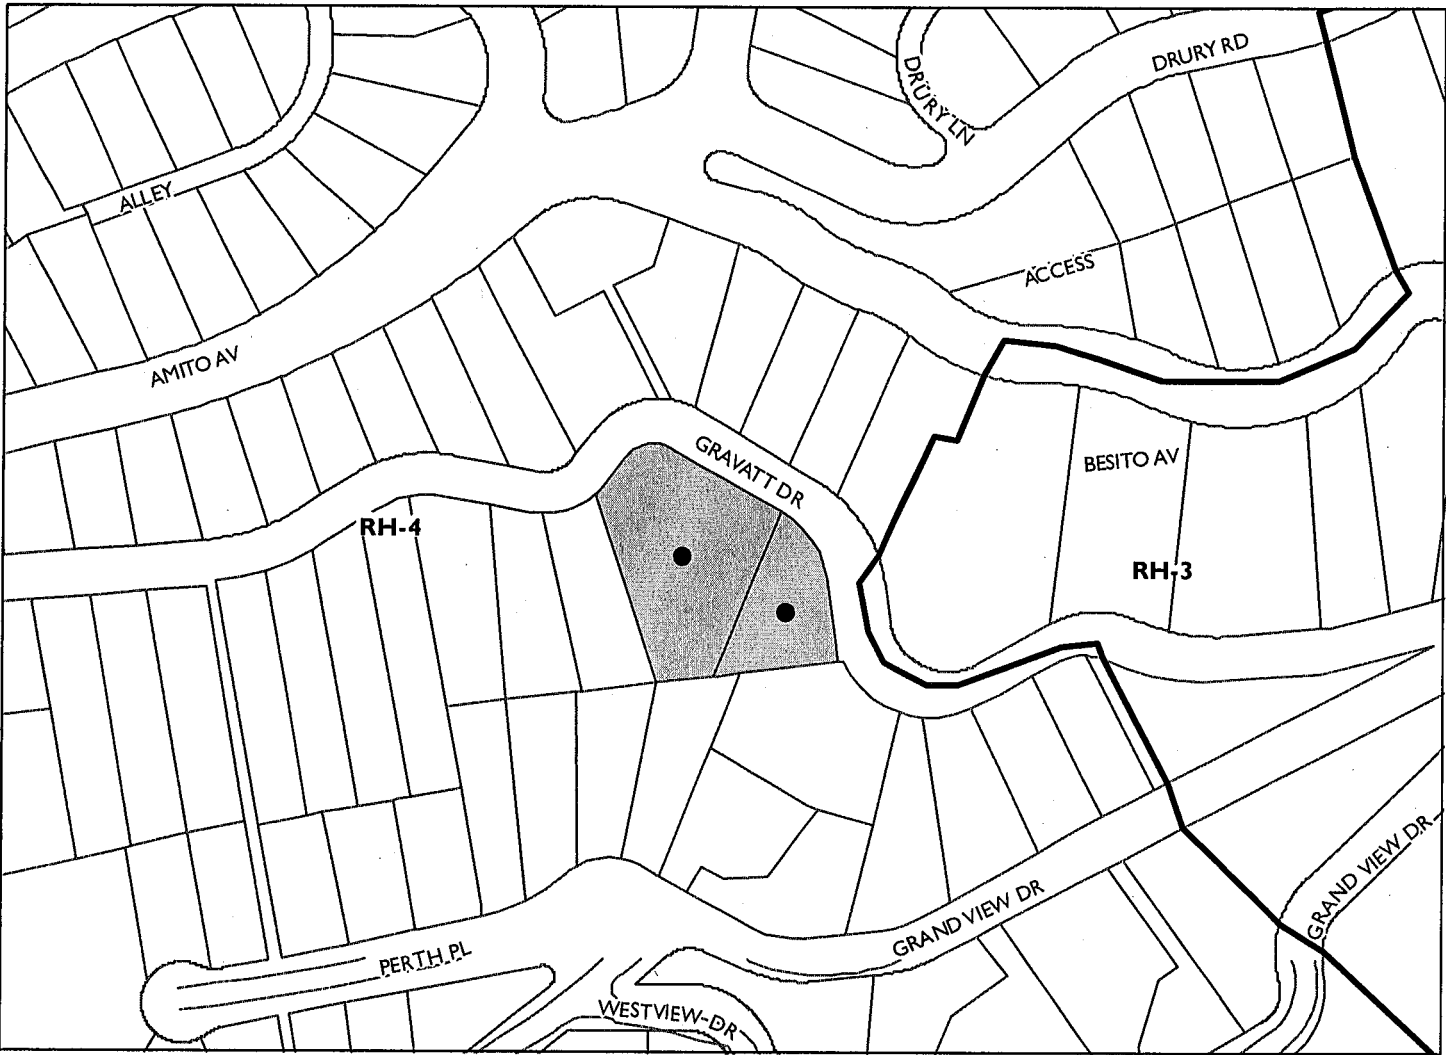 DRURY RD
DRURY LN
ALLEY
ACCESS
AMITO AV
GRAVATT DR
BESITO AV
RH-4
RH-3
GRAND VIEW DR
GRAND VIEW DR
PERTH PL
WESTVIEW DR